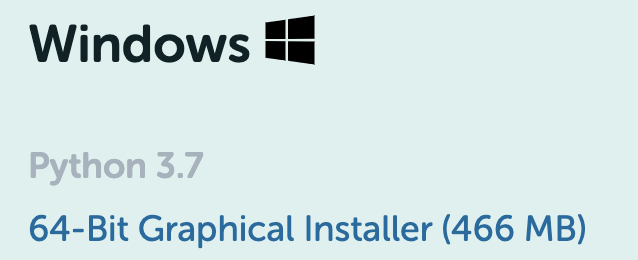 Windows
Python 3.7
64-Bit Graphical Installer (466 MB)